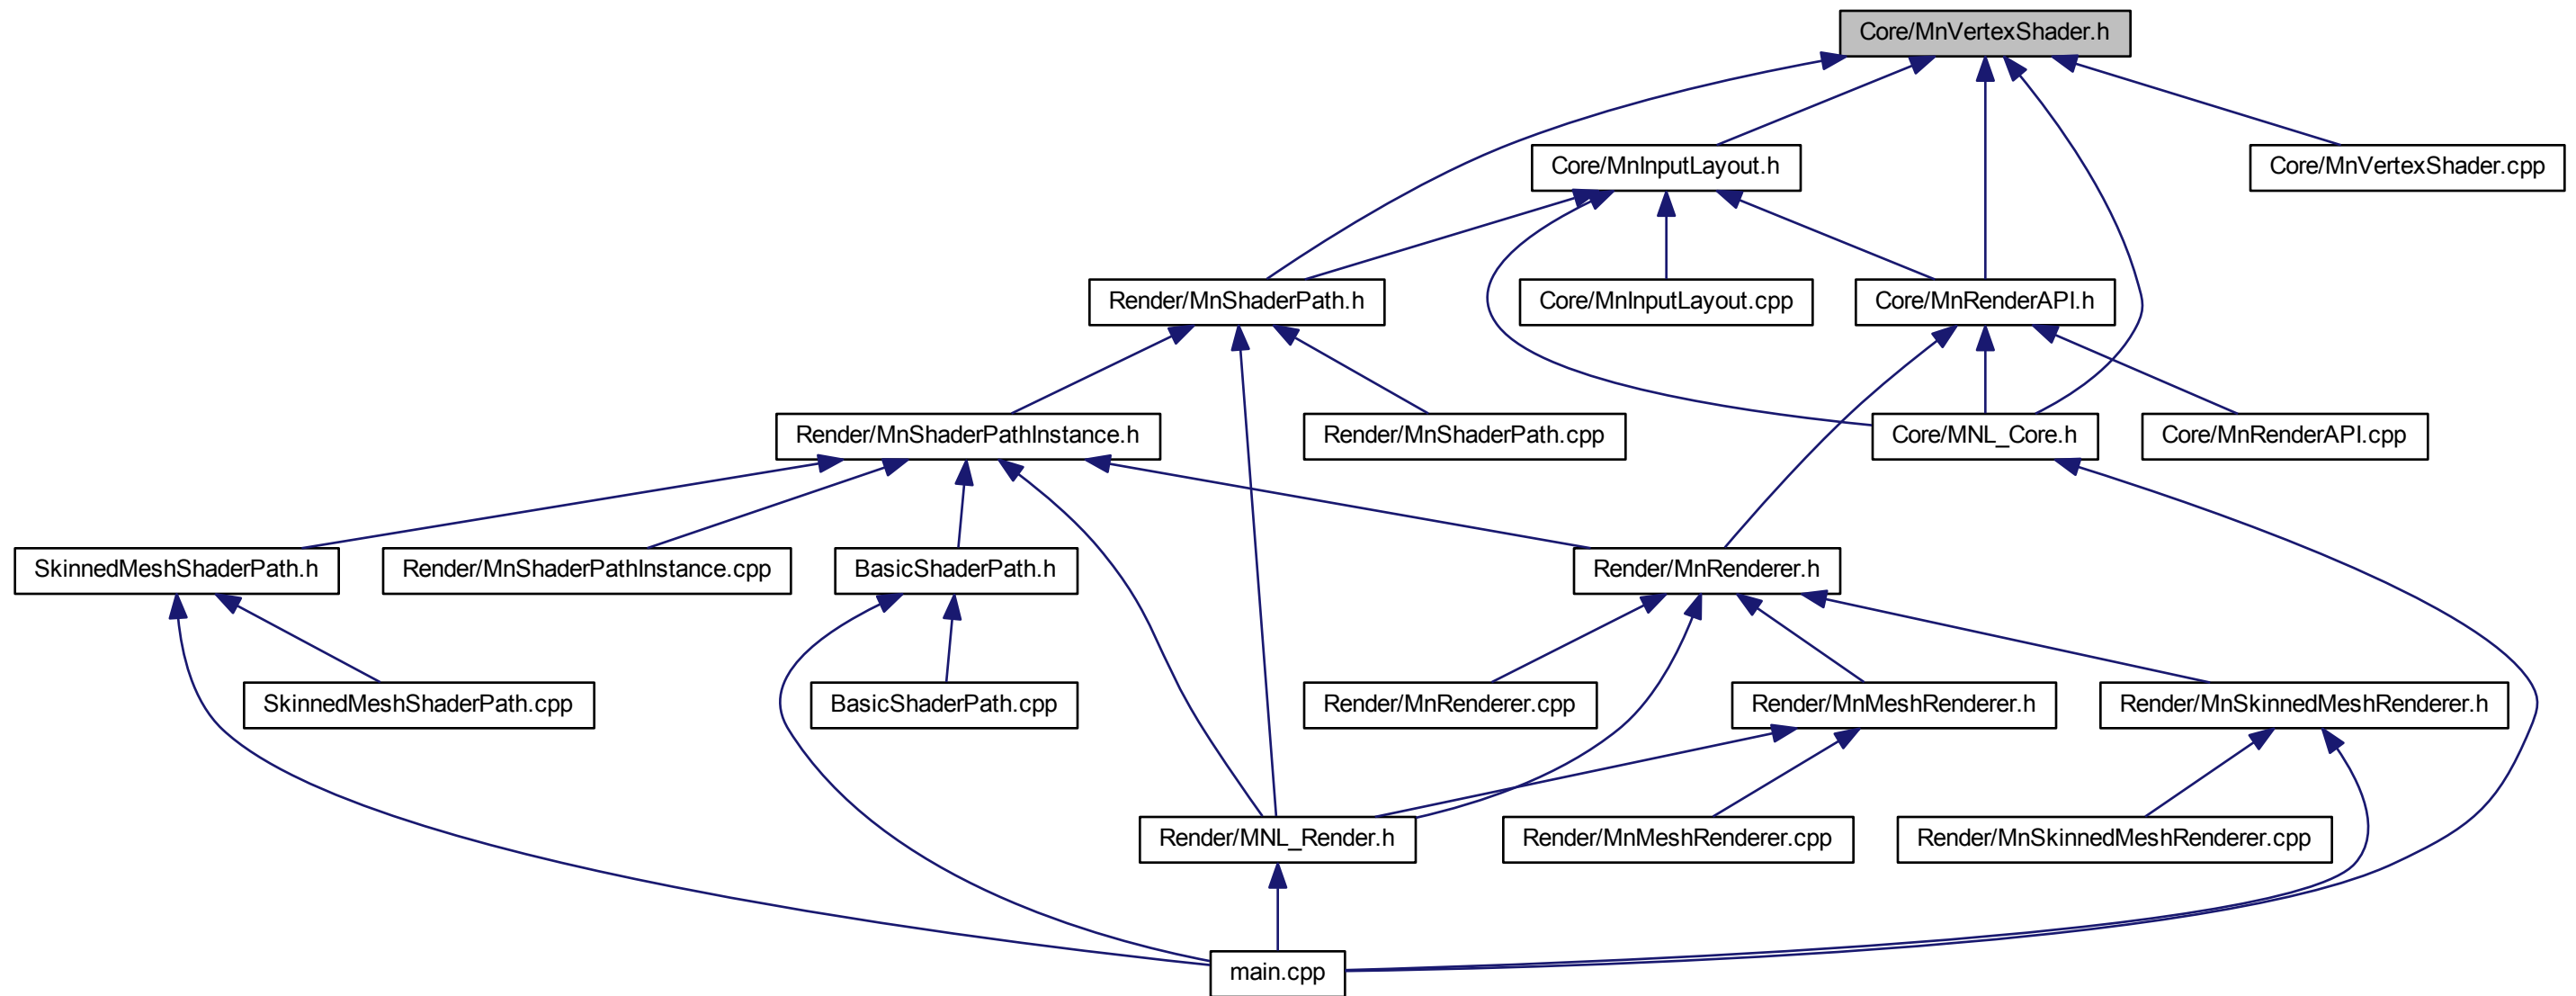 Core/MnVertexShader.h
Core/MnInputLayout.h
Core/MnVertexShader.cpp
Render/MnShaderPath.h
Core/MnInputLayout.cpp
Core/MnRenderAPI.h
Render/MnShaderPathInstance.h
Render/MnShaderPath.cpp
Core/MNL_Core.h
Core/MnRenderAPI.cpp
SkinnedMeshShaderPath.h
Render/MnShaderPathInstance.cpp
BasicShaderPath.h
Render/MnRenderer.h
SkinnedMeshShaderPath.cpp
BasicShaderPath.cpp
Render/MnRenderer.cpp
Render/MnMeshRenderer.h
Render/MnSkinnedMeshRenderer.h
Render/MNL_Render.h
Render/MnMeshRenderer.cpp
Render/MnSkinnedMeshRenderer.cpp
main.cpp